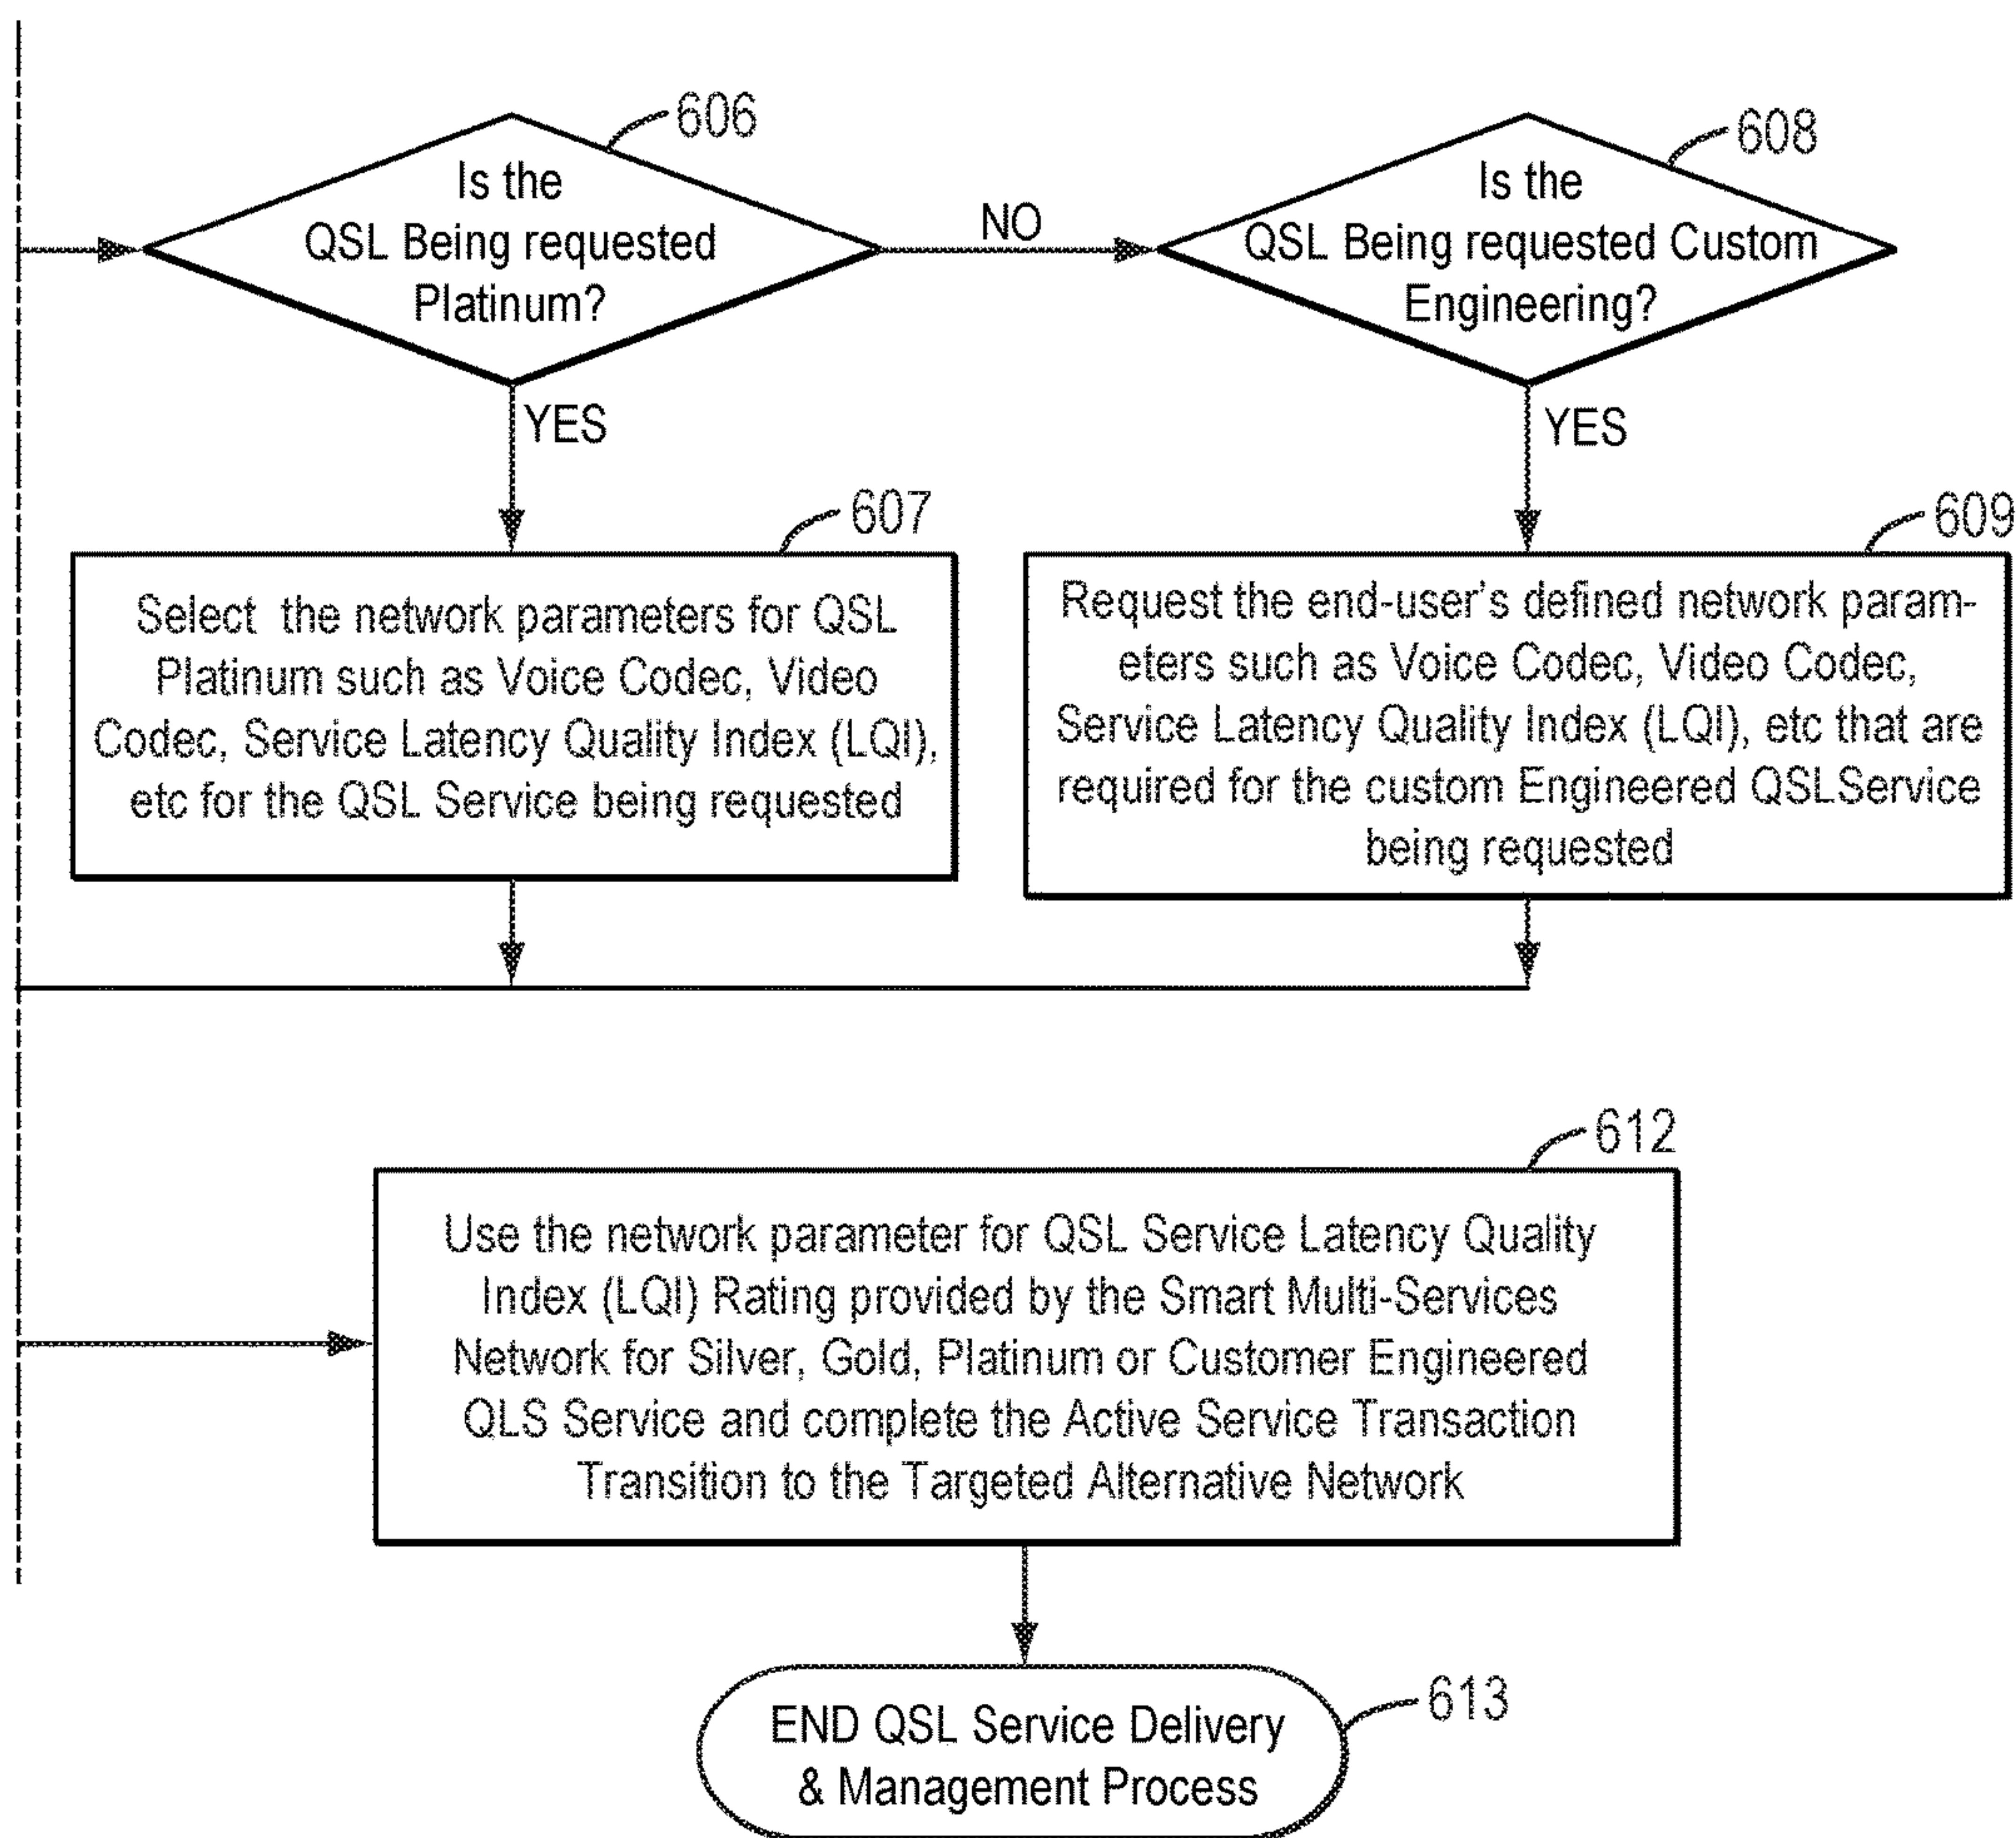 606
Is the
QSL Being requested
Platinum?
NO
608
Is the
QSL Being requested Custom
Engineering?
YES
YES
607
Select the network parameters for QSL
Platinum such as Voice Codec, Video
Codec, Service Latency Quality Index (LQI),
etc for the QSL Service being requested
609
Request the end-user's defined network param-
eters such as Voice Codec, Video Codec,
Service Latency Quality Index (LQI), etc that are
required for the custom Engineered QSLService
being requested
612
Use the network parameter for QSL Service Latency Quality
Index (LQI) Rating provided by the Smart Multi-Services
Network for Silver, Gold, Platinum or Customer Engineered
QLS Service and complete the Active Service Transaction
Transition to the Targeted Alternative Network
613
END QSL Service Delivery
& Management Process